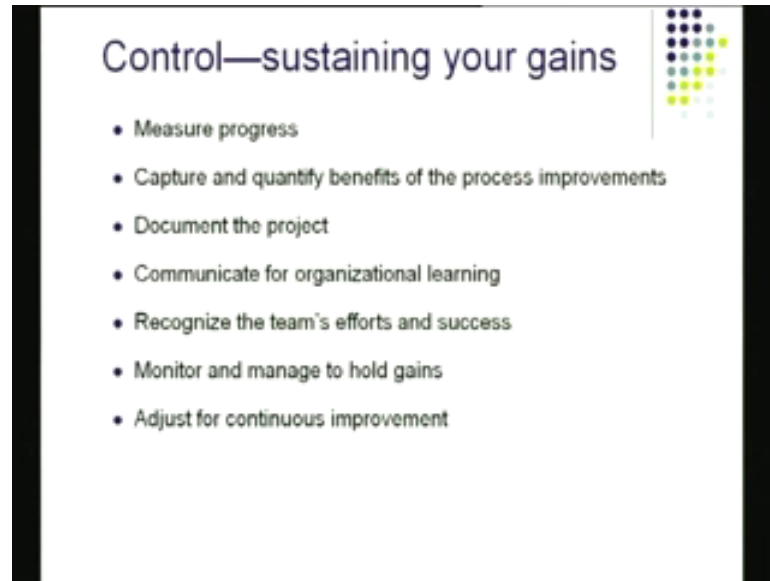 Control—sustaining your gains
• Measure progress
• Capture and quantify benefits of the process improvements
• Document the project
• Communicate for organizational learning
• Recognize the team's efforts and success
• Monitor and manage to hold gains
• Adjust for continuous improvement